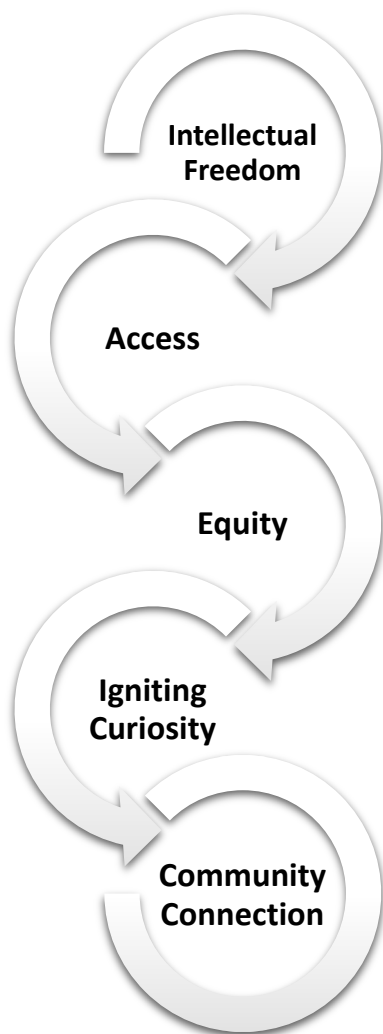 Intellectual
Freedom
Access
Equity
Igniting
Curiosity
Community
Connection